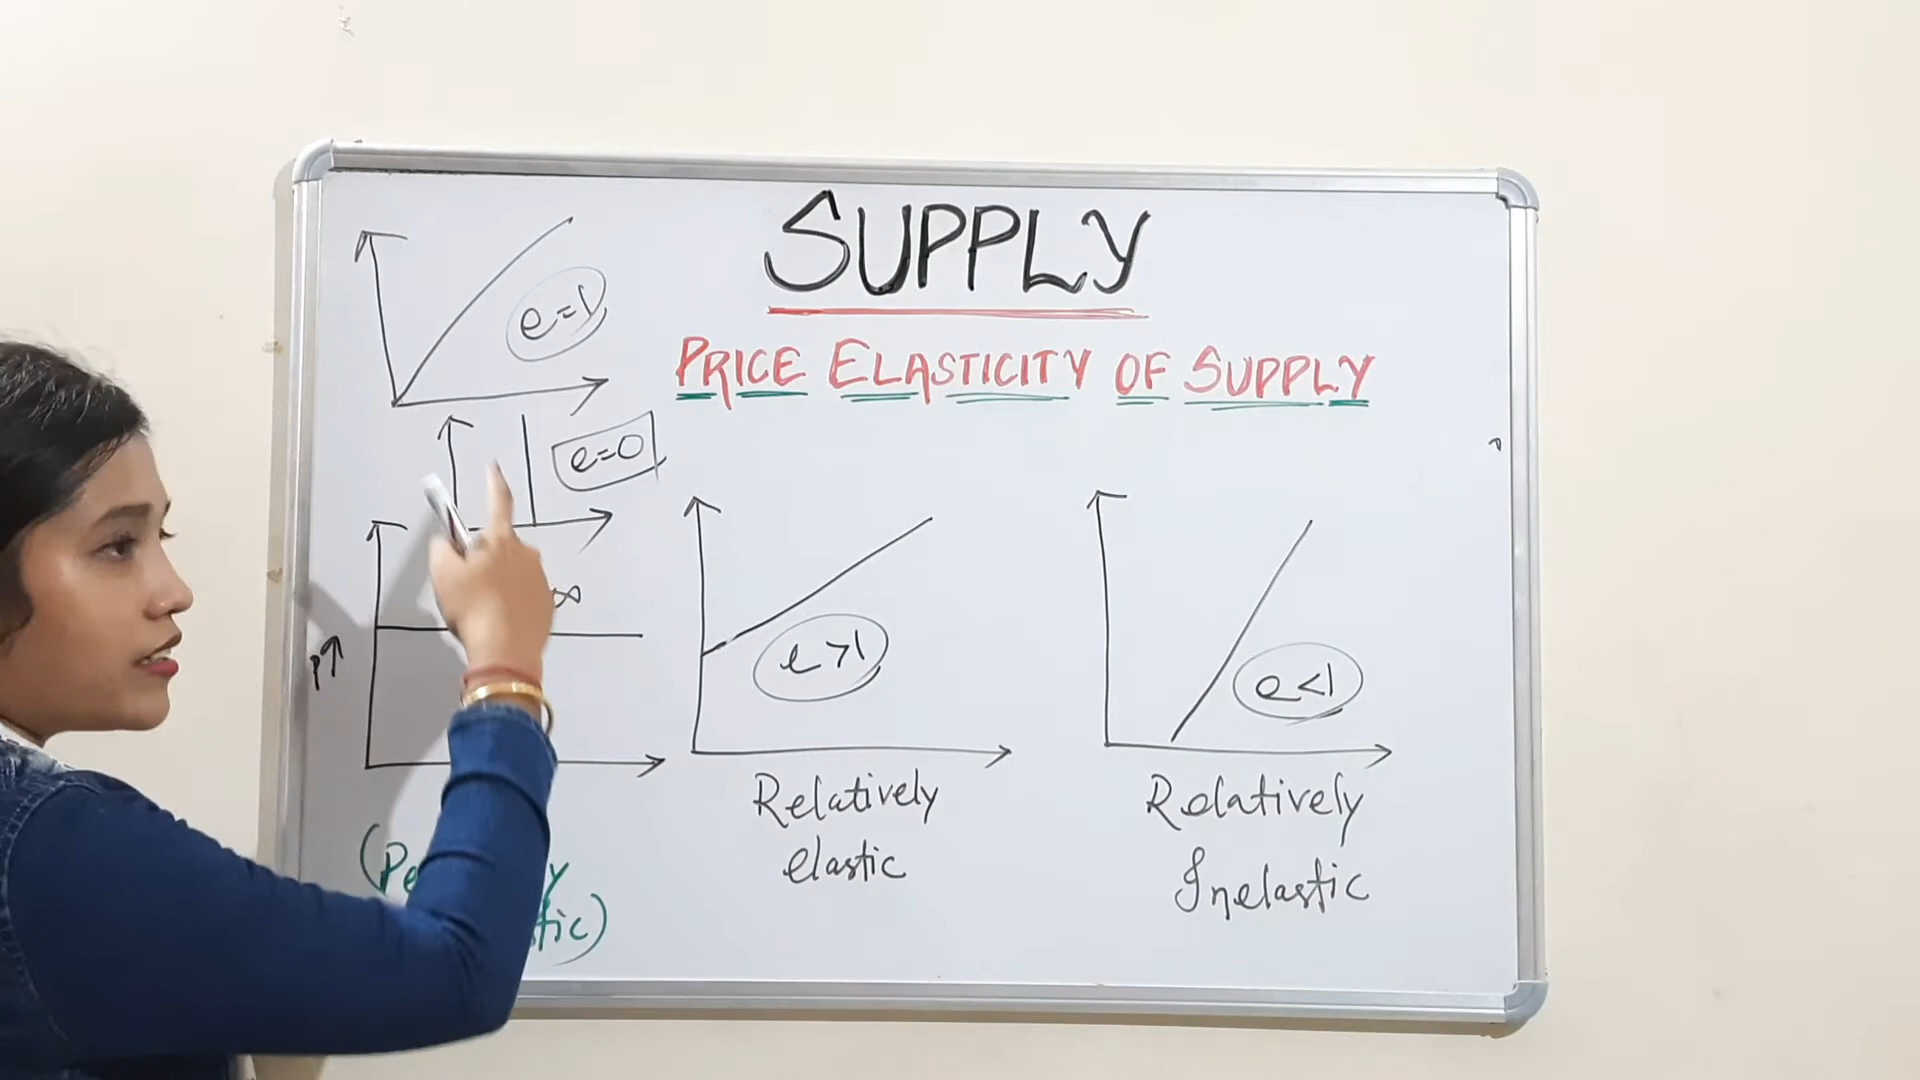 SUPPLY
PRICE ELASTICITY OF SUPPLY
e=1
e=0
∞
P↑
e>1
e<1
Relatively
elastic
Relatively
Inelastic